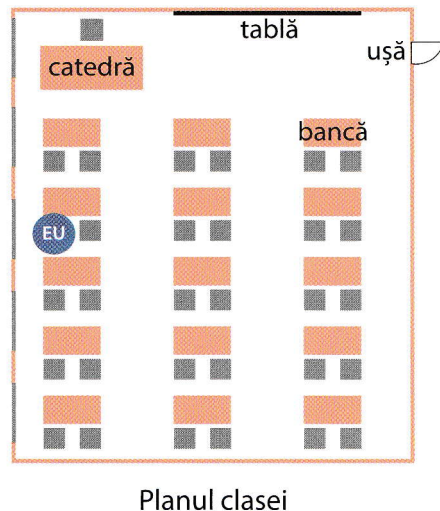 tablă
ușă
catedră
bancă
EU
Planul clasei